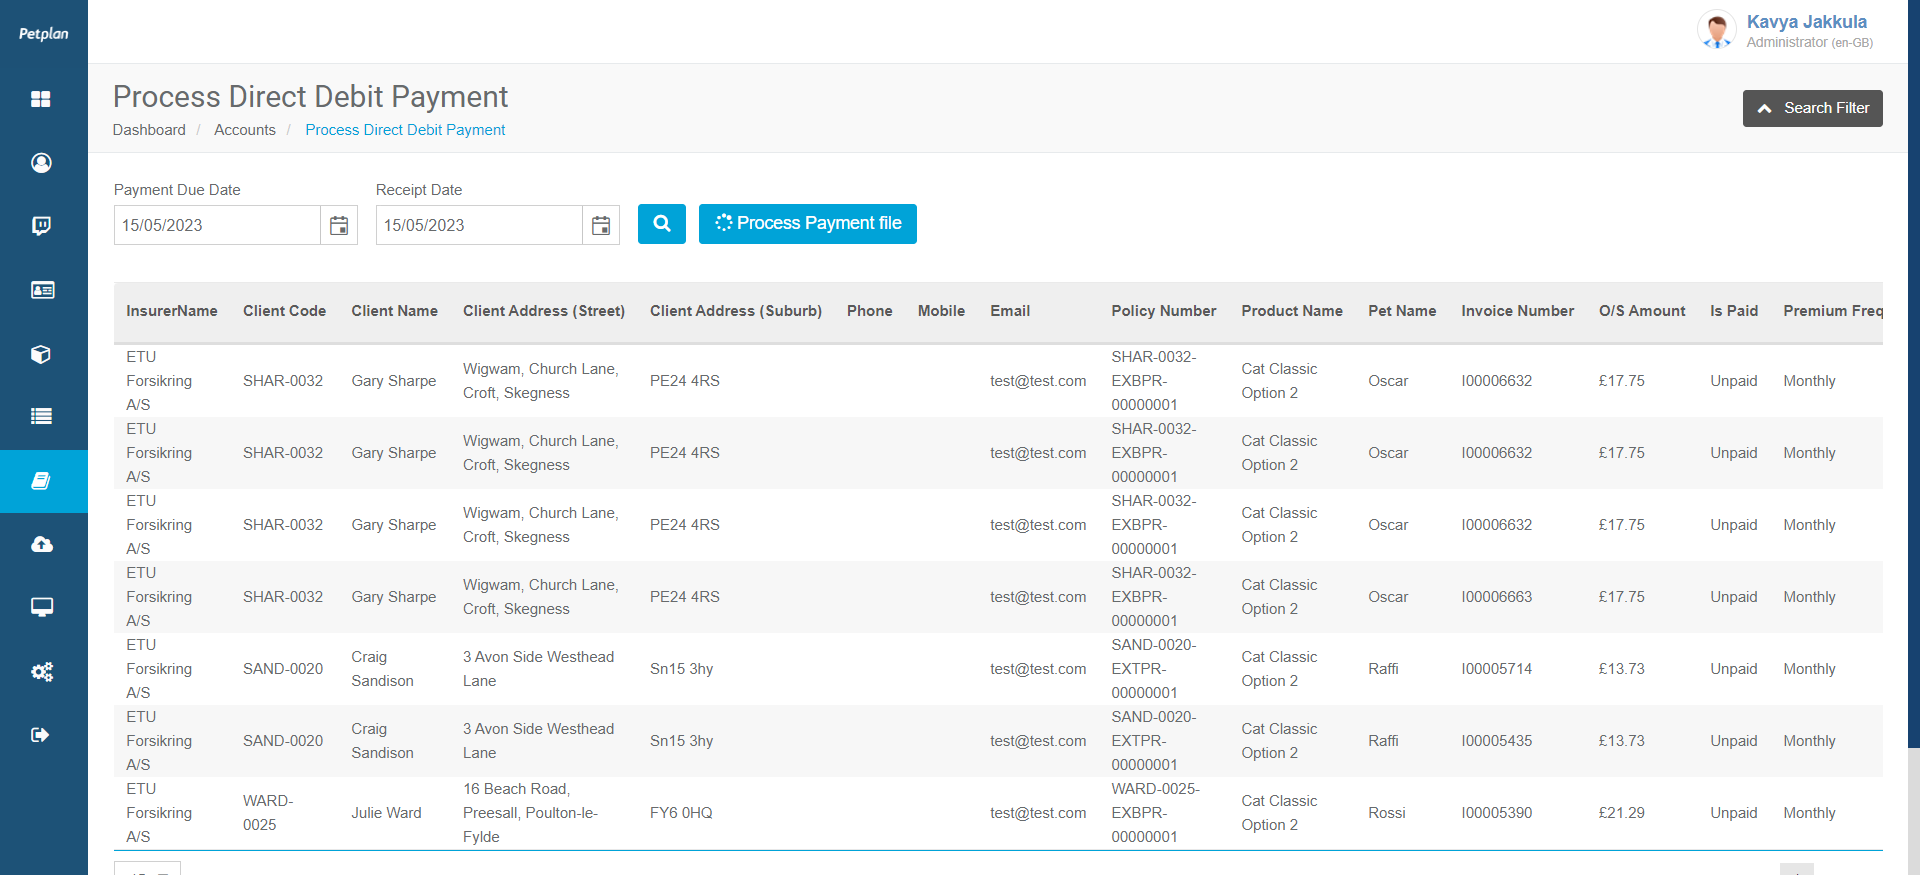 Petplan
Kavya Jakkula
Administrator (en-GB)
Process Direct Debit Payment
Dashboard / Accounts / Process Direct Debit Payment
Search Filter
Payment Due Date
Receipt Date
15/05/2023
15/05/2023
Process Payment file
InsurerName Client Code Client Name Client Address (Street) Client Address (Suburb) Phone Mobile Email Policy Number Product Name Pet Name Invoice Number O/S Amount Is Paid Premium Freq
ETU Forsikring A/S SHAR-0032 Gary Sharpe Wigwam, Church Lane, Croft, Skegness PE24 4RS test@test.com SHAR-0032-EXBPR-00000001 Cat Classic Option 2 Oscar I00006632 £17.75 Unpaid Monthly
ETU Forsikring A/S SHAR-0032 Gary Sharpe Wigwam, Church Lane, Croft, Skegness PE24 4RS test@test.com SHAR-0032-EXBPR-00000001 Cat Classic Option 2 Oscar I00006632 £17.75 Unpaid Monthly
ETU Forsikring A/S SHAR-0032 Gary Sharpe Wigwam, Church Lane, Croft, Skegness PE24 4RS test@test.com SHAR-0032-EXBPR-00000001 Cat Classic Option 2 Oscar I00006632 £17.75 Unpaid Monthly
ETU Forsikring A/S SHAR-0032 Gary Sharpe Wigwam, Church Lane, Croft, Skegness PE24 4RS test@test.com SHAR-0032-EXBPR-00000001 Cat Classic Option 2 Oscar I00006663 £17.75 Unpaid Monthly
ETU Forsikring A/S SAND-0020 Craig Sandison 3 Avon Side Westhead Lane Sn15 3hy test@test.com SAND-0020-EXTPR-00000001 Cat Classic Option 2 Raffi I00005714 £13.73 Unpaid Monthly
ETU Forsikring A/S SAND-0020 Craig Sandison 3 Avon Side Westhead Lane Sn15 3hy test@test.com SAND-0020-EXTPR-00000001 Cat Classic Option 2 Raffi I00005435 £13.73 Unpaid Monthly
ETU Forsikring A/S WARD-0025 Julie Ward 16 Beach Road, Preesall, Poulton-le-Fylde FY6 0HQ test@test.com WARD-0025-EXBPR-00000001 Cat Classic Option 2 Rossi I00005390 £21.29 Unpaid Monthly